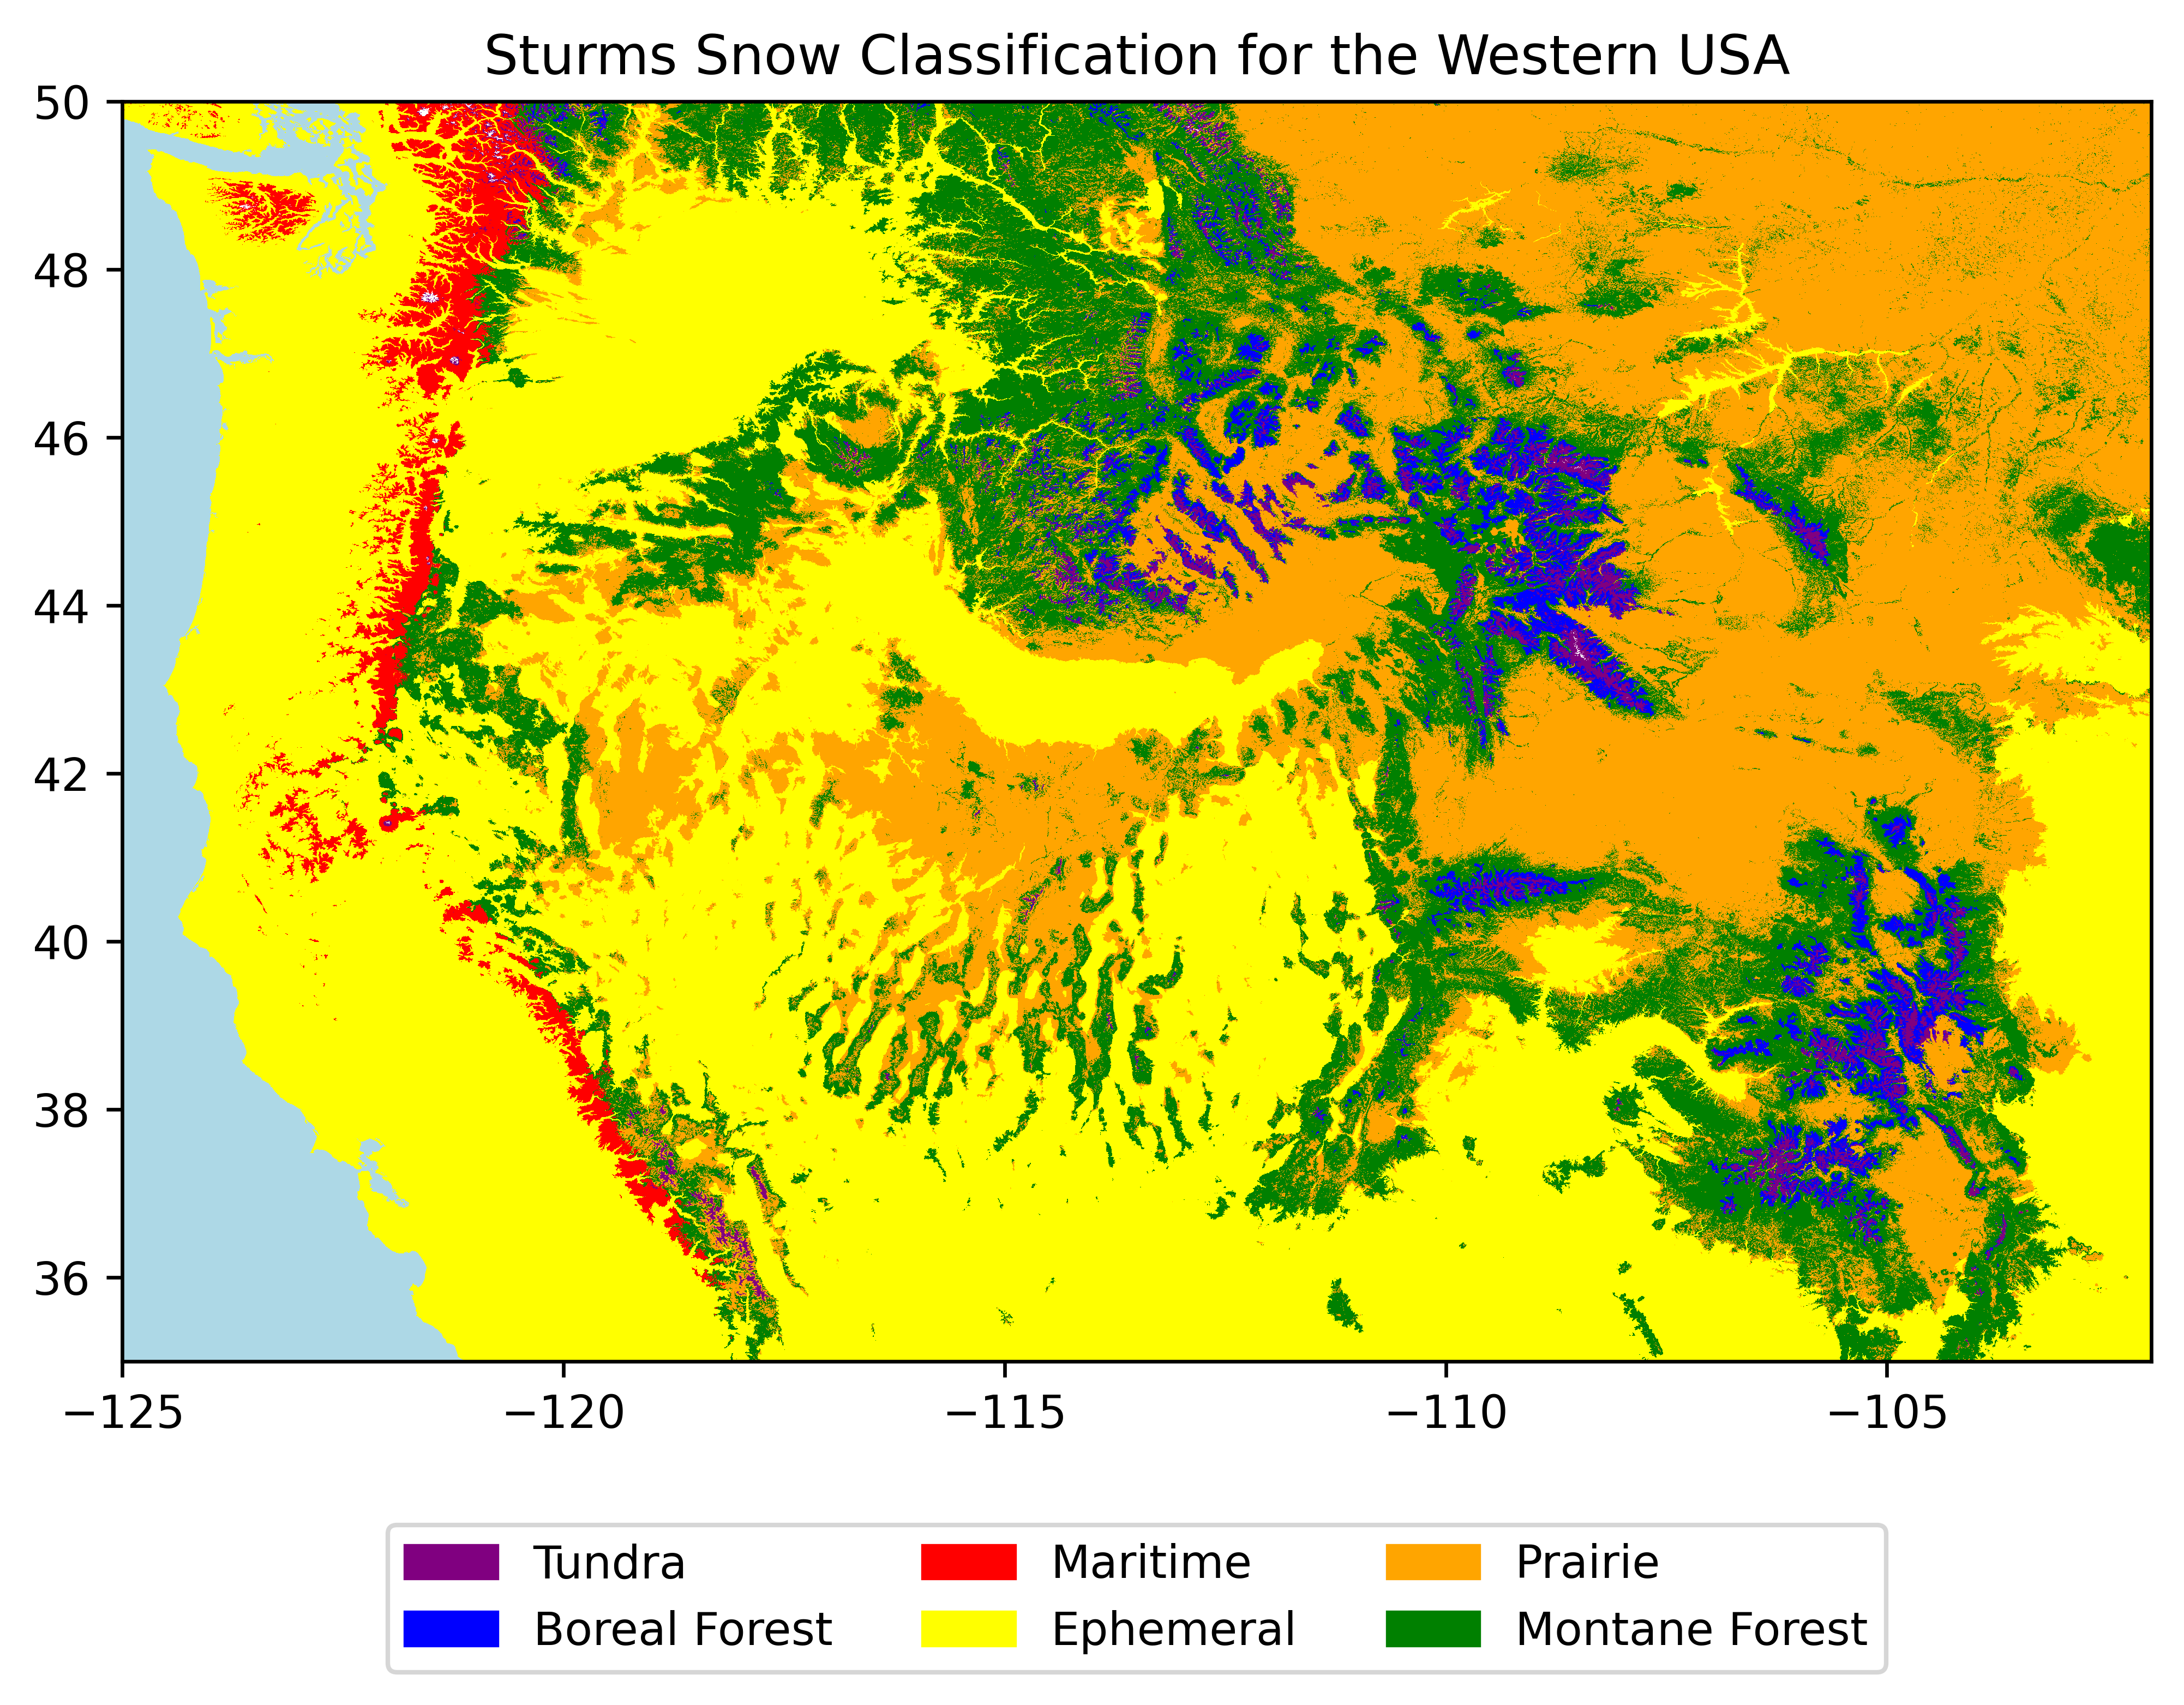 Sturms Snow Classification for the Western USA
50
48
46
44
42
40
38
36
−125 −120 −115 −110 −105
Tundra Maritime Prairie
Boreal Forest Ephemeral Montane Forest